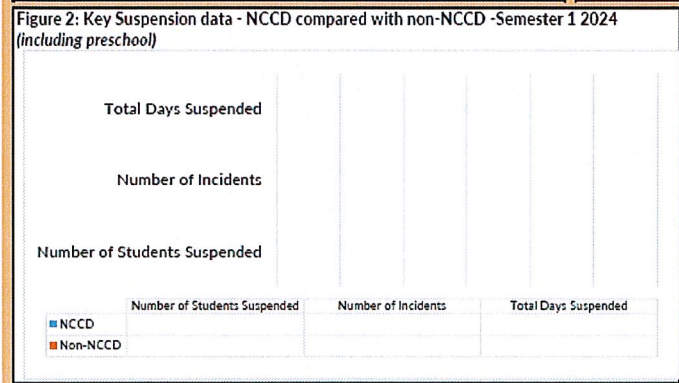 Figure 2: Key Suspension data - NCCD compared with non-NCCD -Semester 1 2024
(including preschool)
Total Days Suspended
Number of Incidents
Number of Students Suspended
Number of Students Suspended Number of Incidents Total Days Suspended
NCCD
Non-NCCD